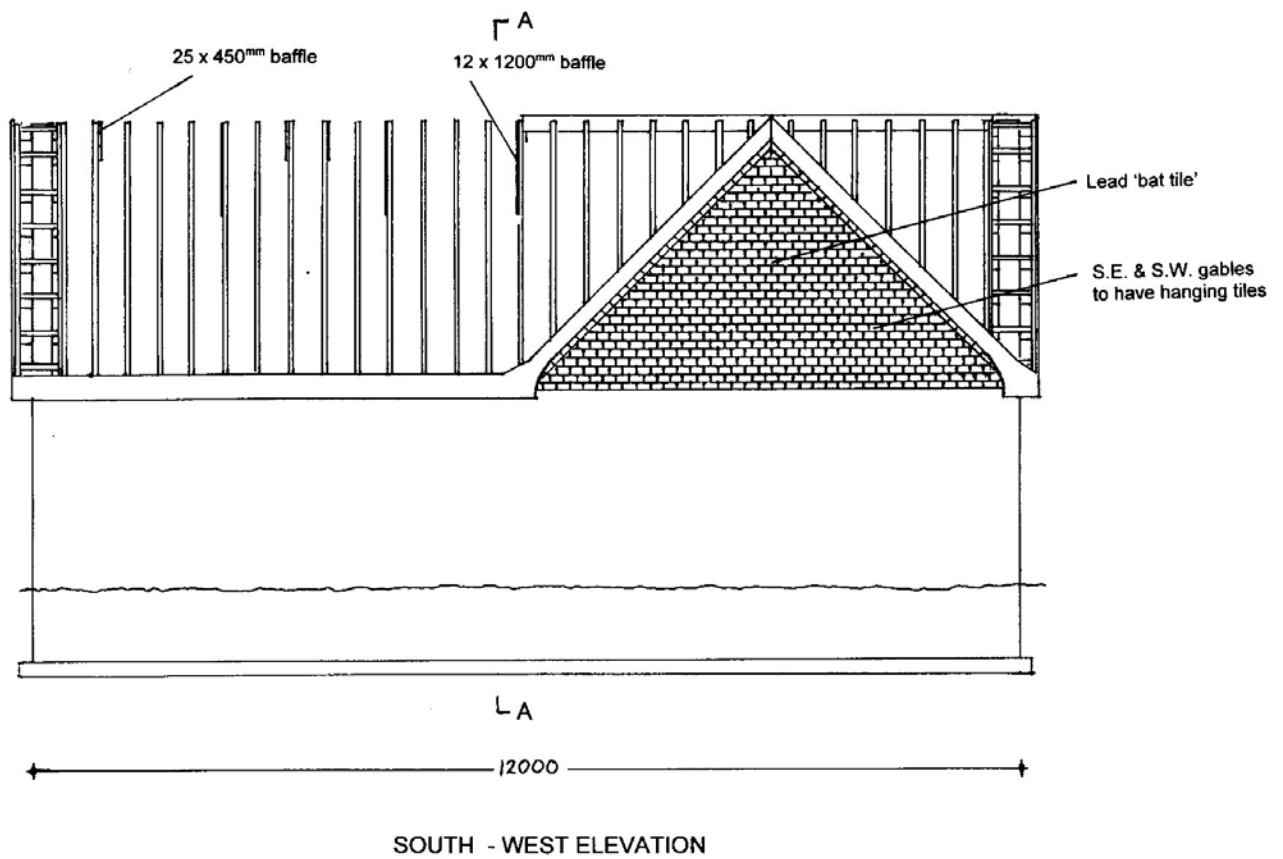 A
25 x 450mm baffle
12 x 1200mm baffle
Lead 'bat tile'
S.E. & S.W. gables
to have hanging tiles
A
12000
SOUTH - WEST ELEVATION